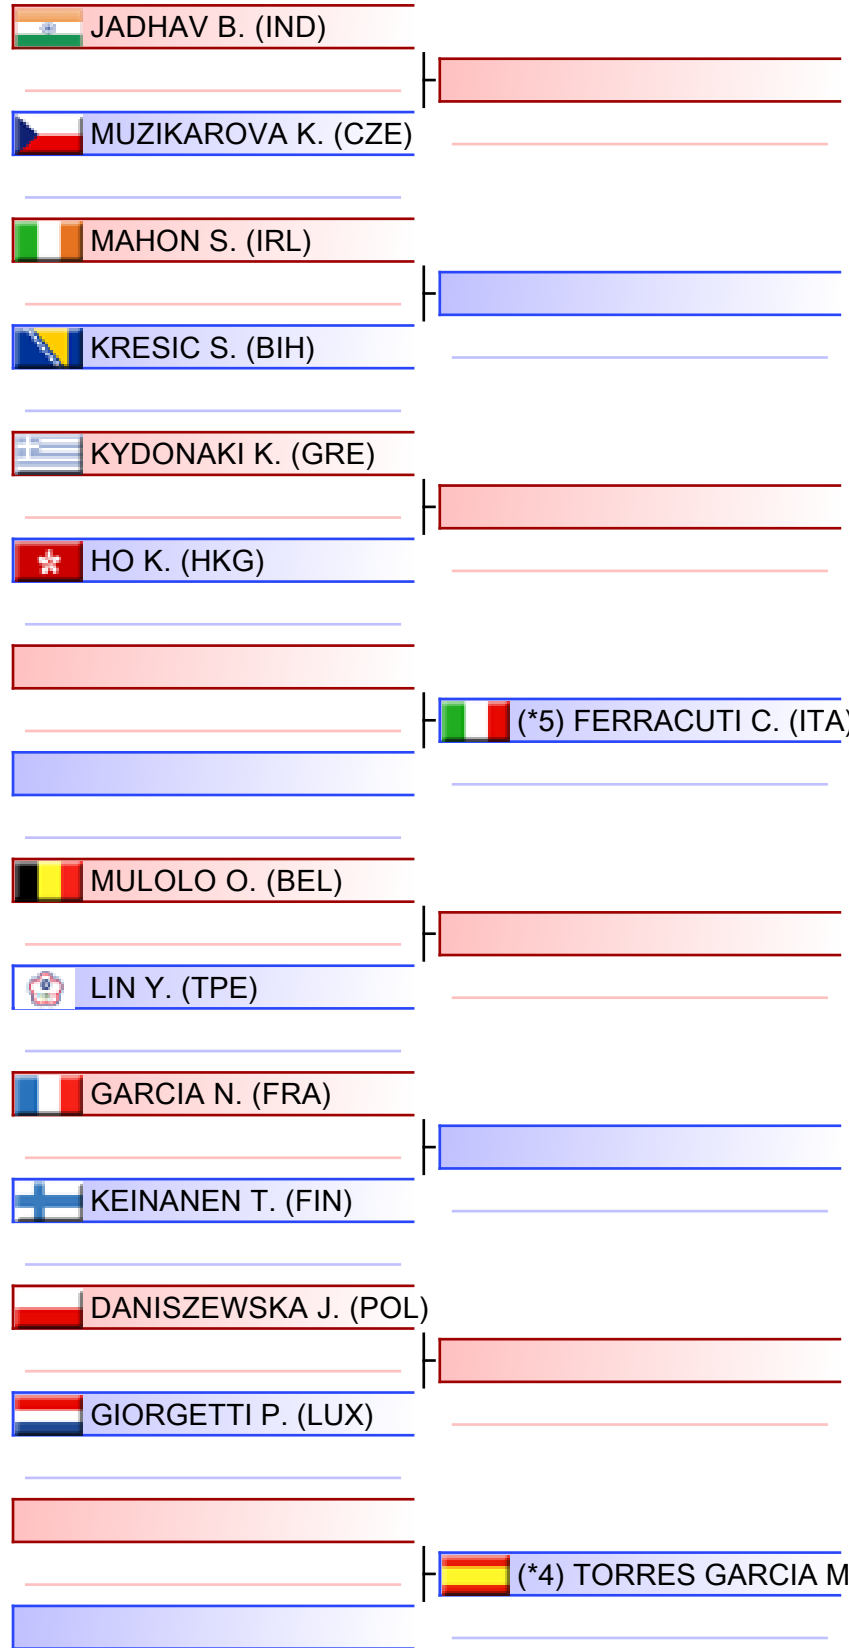 JADHAV B. (IND)
MUZIKAROVA K. (CZE)
MAHON S. (IRL)
KRESIC S. (BIH)
KYDONAKI K. (GRE)
HO K. (HKG)
(*5) FERRACUTI C. (ITA)
MULOLO O. (BEL)
LIN Y. (TPE)
GARCIA N. (FRA)
KEINANEN T. (FIN)
DANISZEWSKA J. (POL)
GIORGETTI P. (LUX)
(*4) TORRES GARCIA M